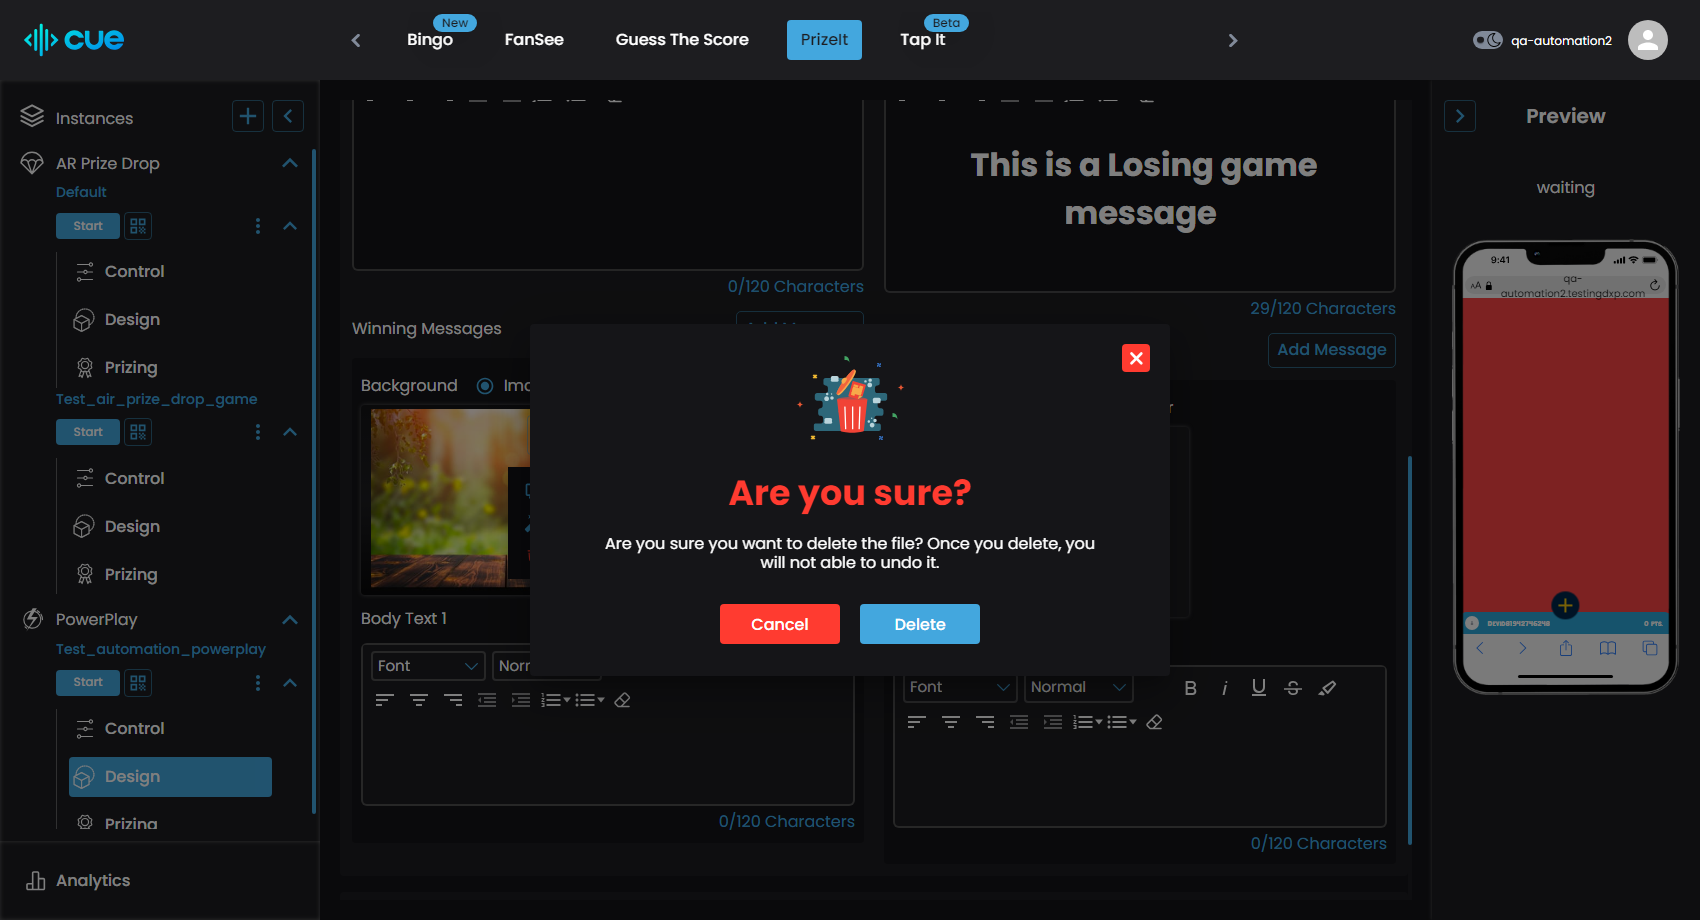 cue
Bingo
New
FanSee
Guess The Score
PrizeIt
Tap It
Beta
qa-automation2
Instances
AR Prize Drop
Default
Start
Control
Design
Prizing
Test_air_prize_drop_game
Start
Control
Design
Prizing
PowerPlay
Test_automation_powerplay
Start
Control
Design
Prizing
Analytics
0/120 Characters
Winning Messages
Background
Body Text 1
Font
0/120 Characters
This is a Losing game
message
29/120 Characters
Add Message
Font
Normal
B i U S
0/120 Characters
Are you sure?
Are you sure you want to delete the file? Once you delete, you
will not able to undo it.
Cancel
Delete
Preview
waiting
9:41
AA
qa-
automation2.testingdxp.com
0 PTS.